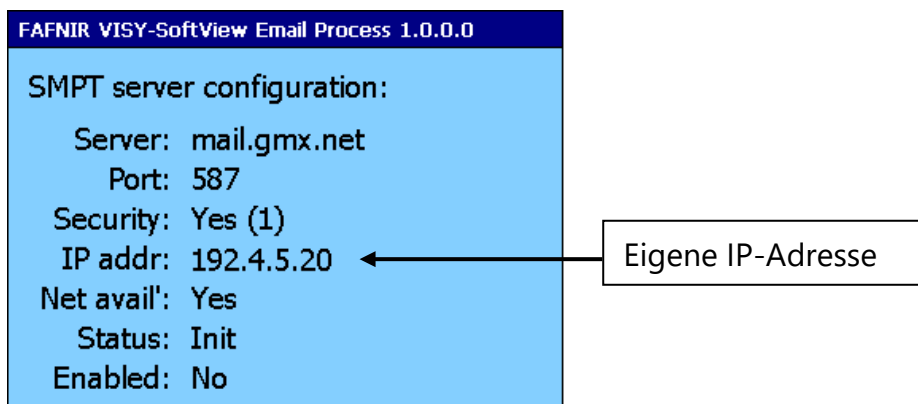 FAFNIR VISY-SoftView Email Process 1.0.0.0
SMPT server configuration:
Server: mail.gmx.net
Port: 587
Security: Yes (1)
IP addr: 192.4.5.20
Eigene IP-Adresse
Net avail': Yes
Status: Init
Enabled: No